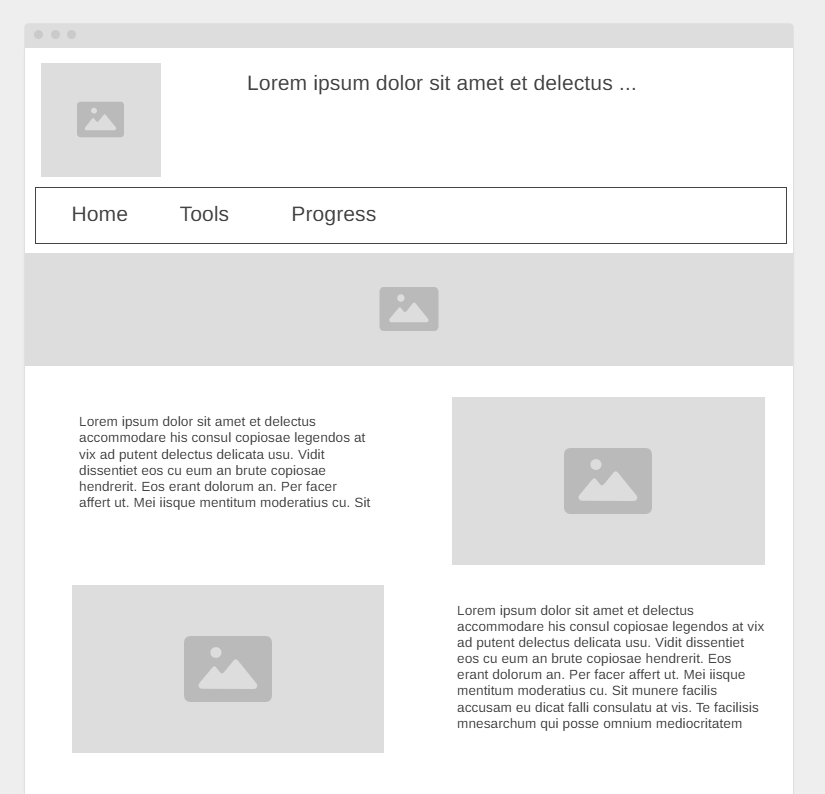 Lorem ipsum dolor sit amet et delectus ...
Home Tools Progress
Lorem ipsum dolor sit amet et delectus
accommodare his consul copiosae legendos at
vix ad putent delectus delicata usu. Vidit
dissentiet eos cu eum an brute copiosae
hendrerit. Eos erant dolorum an. Per facer
affert ut. Mei iisque mentitum moderatius cu. Sit
Lorem ipsum dolor sit amet et delectus
accommodare his consul copiosae legendos at vix
ad putent delectus delicata usu. Vidit dissentiet
eos cu eum an brute copiosae hendrerit. Eos
erant dolorum an. Per facer affert ut. Mei iisque
mentitum moderatius cu. Sit munere facilis
accusam eu dicat falli consulatu at vis. Te facilisis
mnesarchum qui posse omnium mediocritatem